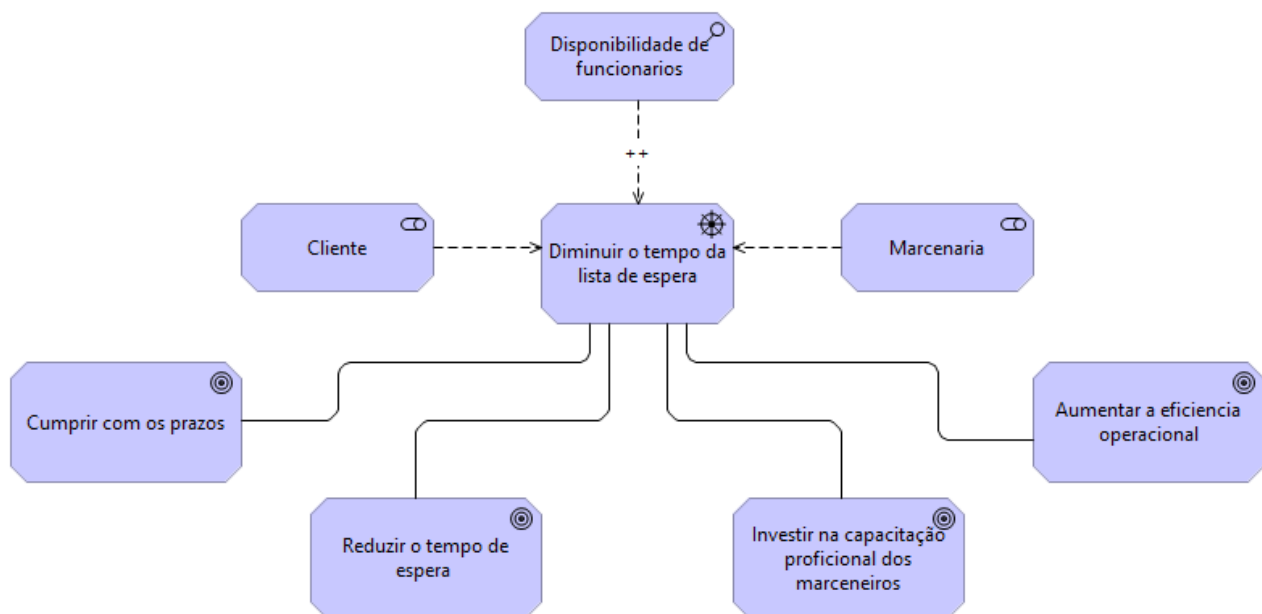 Disponibilidade de
funcionarios
++
Cliente
Diminuir o tempo da
lista de espera
Marcenaria
Cumprir com os prazos
Aumentar a eficiencia
operacional
Reduzir o tempo de
espera
Investir na capacitação
proficional dos
marceneiros